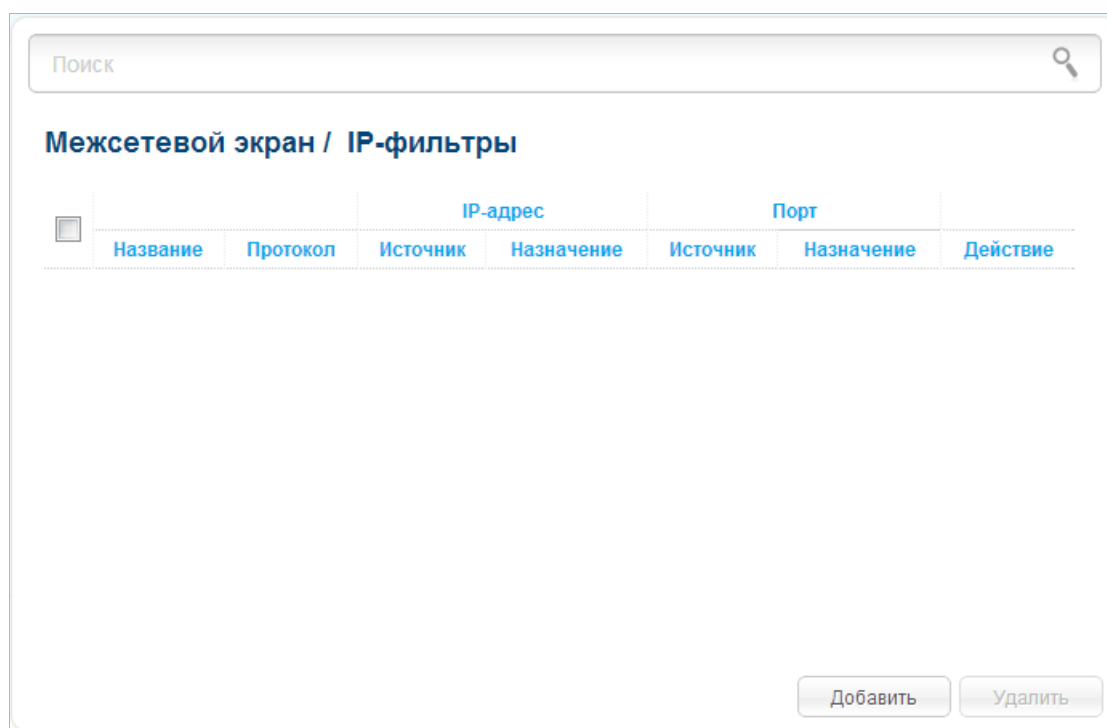 Поиск
Межсетевой экран / IP-фильтры
IP-адрес Порт
Название Протокол Источник Назначение Источник Назначение Действие
Добавить Удалить